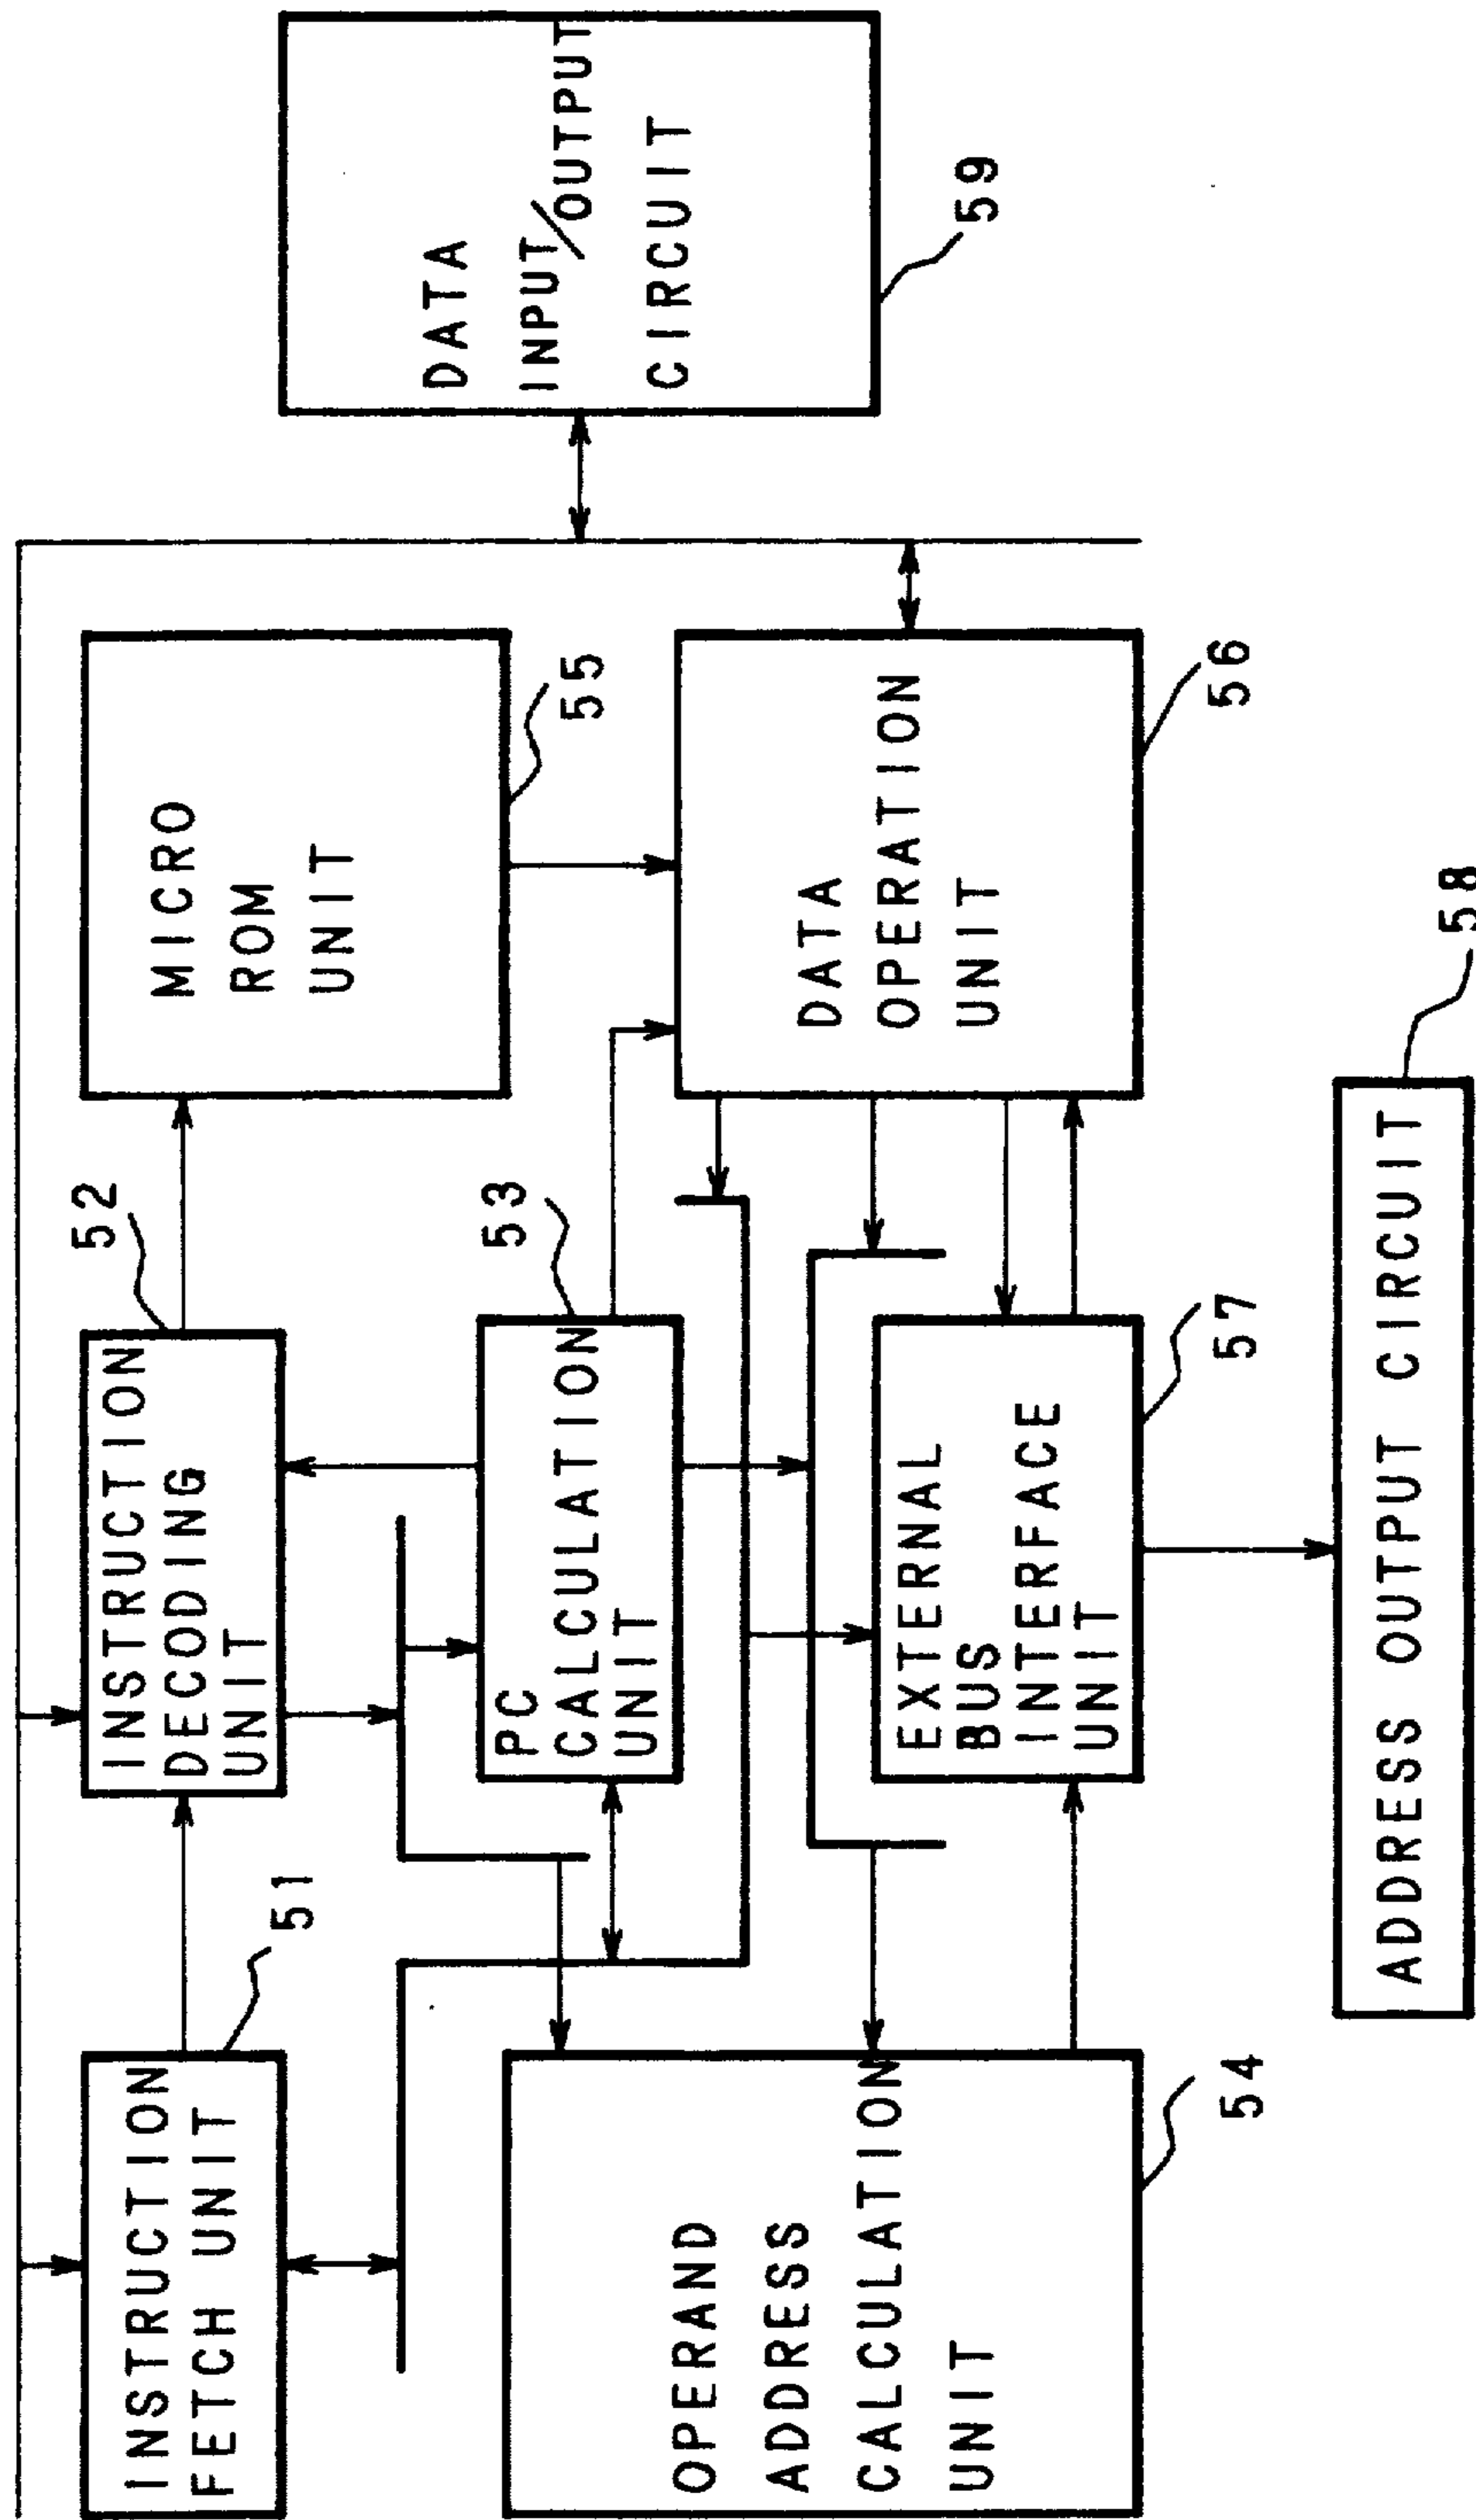 INSTRUCTION
FETCH UNIT
51
INSTRUCTION
DECODING
UNIT
52
MICRO
ROM
UNIT
55
DATA
INPUT/OUTPUT
CIRCUIT
59
PC
CALCULATION
UNIT
53
OPERAND
ADDRESS
CALCULATION
UNIT
54
EXTERNAL
BUS
INTERFACE
UNIT
57
DATA
OPERATION
UNIT
56
ADDRESS OUTPUT CIRCUIT
58